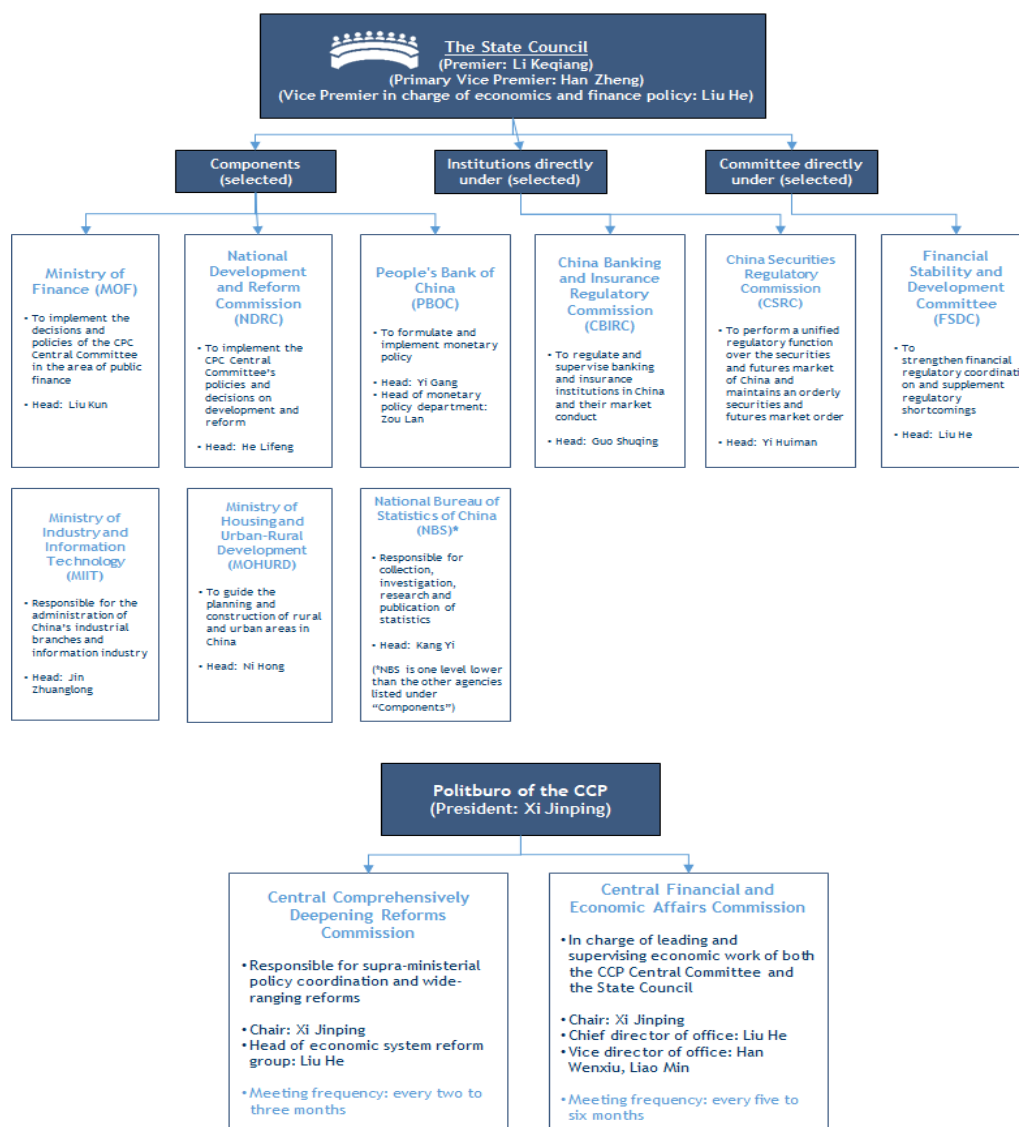 The State Council
(Premier: Li Keqiang)
(Primary Vice Premier: Han Zheng)
(Vice Premier in charge of economics and finance policy: Liu He)
Components
(selected)
Institutions directly
under (selected)
Committee directly
under (selected)
Ministry of
Finance (MOF)
• To implement the
decisions and
policies of the CPC
Central Committee
in the area of public
finance
• Head: Liu Kun
National
Development
and Reform
Commission
(NDRC)
• To implement the
CPC Central
Committee's
policies and
decisions on
development and
reform
• Head: He Lifeng
People's Bank of
China
(PBOC)
• To formulate and
implement monetary
policy
• Head: Yi Gang
• Head of monetary
policy department:
Zou Lan
China Banking
and Insurance
Regulatory
Commission
(CBIRC)
• To regulate and
supervise banking
and insurance
institutions in China
and their market
conduct
• Head: Guo Shuqing
China Securities
Regulatory
Commission
(CSRC)
• To perform a unified
regulatory function
over the securities
and futures market
of China and
maintains an orderly
securities and
futures market order
• Head: Yi Huiman
Financial
Stability and
Development
Committee
(FSDC)
• To
strengthen financial
regulatory coordinati
on and supplement
regulatory
shortcomings
• Head: Liu He
Ministry of
Industry and
Information
Technology
(MIIT)
• Responsible for the
administration of
China's industrial
branches and
information industry
• Head: Jin
Zhuanglong
Ministry of
Housing and
Urban-Rural
Development
(MOHURD)
• To guide the
planning and
construction of rural
and urban areas in
China
• Head: Ni Hong
National Bureau of
Statistics of China
(NBS)*
• Responsible for
collection,
investigation,
research and
publication of
statistics
• Head: Kang Yi
(*NBS is one level lower
than the other agencies
listed under
"Components")
Politburo of the CCP
(President: Xi Jinping)
Central Comprehensively
Deepening Reforms
Commission
• Responsible for supra-ministerial
policy coordination and wide-
ranging reforms
• Chair: Xi Jinping
• Head of economic system reform
group: Liu He
• Meeting frequency: every two to
three months
Central Financial and
Economic Affairs Commission
• In charge of leading and
supervising economic work of both
the CCP Central Committee and
the State Council
• Chair: Xi Jinping
• Chief director of office: Liu He
• Vice director of office: Han
Wenxiu, Liao Min
• Meeting frequency: every five to
six months